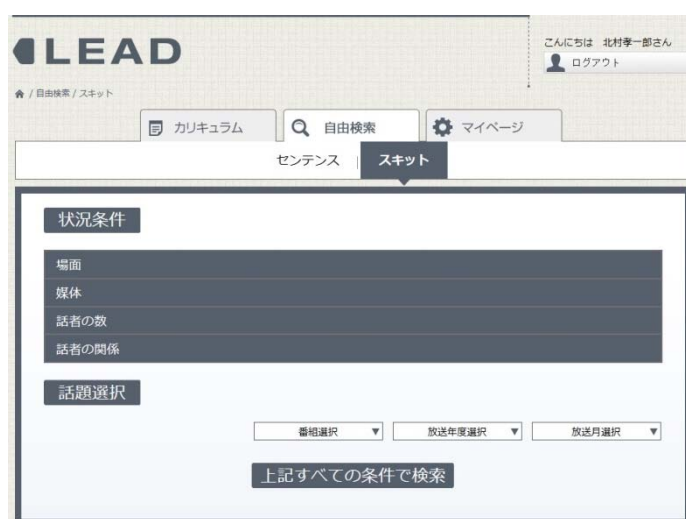 LEAD
こんにちは 北村孝一郎さん
ログアウト
/ 自由検索 / スキット
カリキュラム
自由検索
マイページ
センテンス | スキット
状況条件
場面
媒体
話者の数
話者の関係
話題選択
番組選択 ▼
放送年度選択 ▼
放送月選択 ▼
上記すべての条件で検索